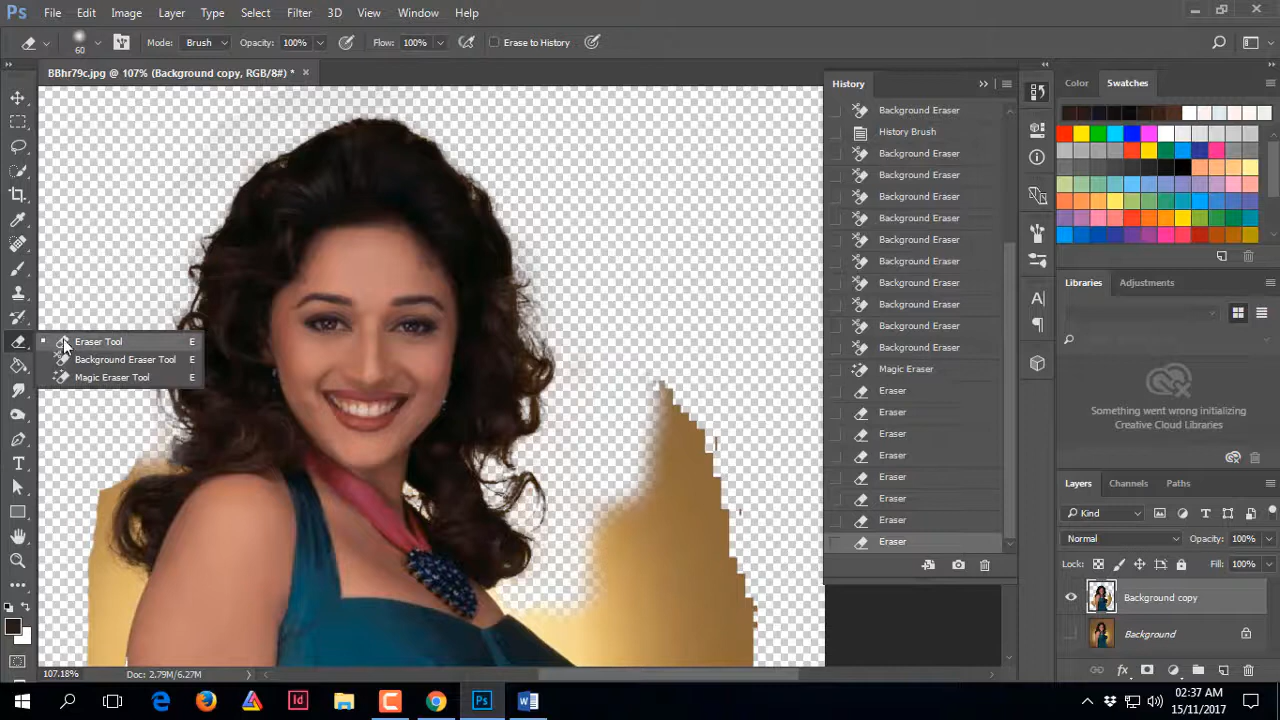 Ps File Edit Image Layer Type Select Filter 3D View Window Help
60 Mode: Brush Opacity: 100% Flow: 100% Erase to History
BBhr79c.jpg @ 107% (Background copy, RGB/8#) * ×
History
Color Swatches
Background Eraser
History Brush
Background Eraser
Background Eraser
Background Eraser
Background Eraser
Background Eraser
Background Eraser
Background Eraser
Background Eraser
Background Eraser
Background Eraser
Magic Eraser
Eraser
Eraser
Eraser
Eraser
Eraser
Eraser
Eraser
Eraser
Eraser Tool E
Background Eraser Tool E
Magic Eraser Tool E
Libraries Adjustments
Something went wrong initializing
Creative Cloud Libraries
Layers Channels Paths
Kind
Normal Opacity: 100%
Lock: Fill: 100%
Background copy
Background
107.18% Doc: 2.79M/6.27M
02:37 AM
15/11/2017